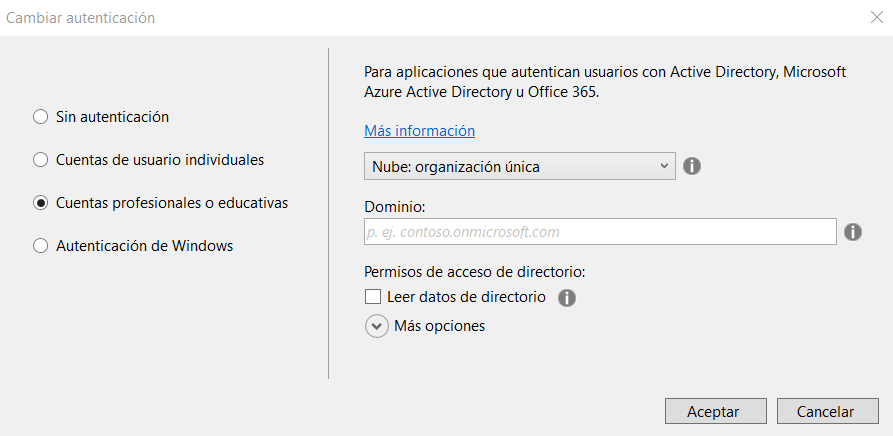 Cambiar autenticación
Sin autenticación
Cuentas de usuario individuales
Cuentas profesionales o educativas
Autenticación de Windows
Para aplicaciones que autentican usuarios con Active Directory, Microsoft
Azure Active Directory u Office 365.
Más información
Nube: organización única
Dominio:
p. ej. contoso.onmicrosoft.com
Permisos de acceso de directorio:
Leer datos de directorio
Más opciones
Aceptar
Cancelar